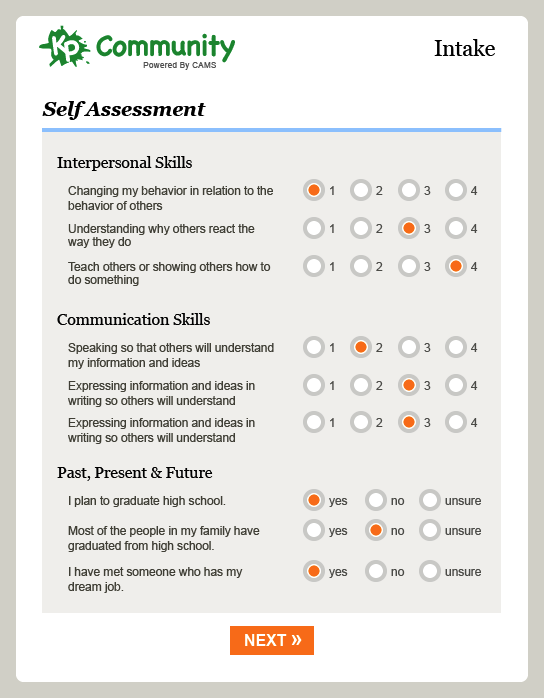 KP Community
Powered By CAMS
Intake
Self Assessment
Interpersonal Skills
Changing my behavior in relation to the
behavior of others
1 2 3 4
Understanding why others react the
way they do
1 2 3 4
Teach others or showing others how to
do something
1 2 3 4
Communication Skills
Speaking so that others will understand
my information and ideas
1 2 3 4
Expressing information and ideas in
writing so others will understand
1 2 3 4
Expressing information and ideas in
writing so others will understand
1 2 3 4
Past, Present & Future
I plan to graduate high school.
yes no unsure
Most of the people in my family have
graduated from high school.
yes no unsure
I have met someone who has my
dream job.
yes no unsure
NEXT »